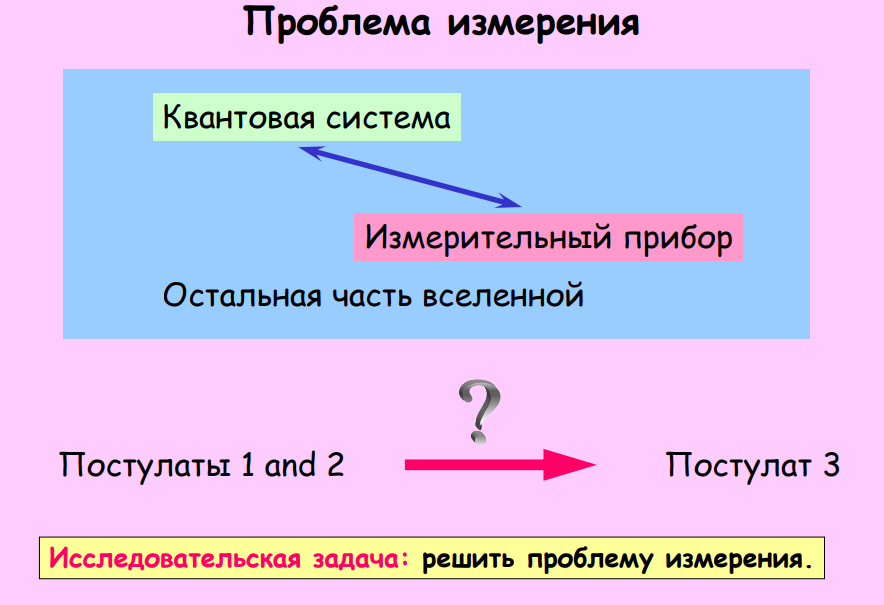 Проблема измерения
Квантовая система
Измерительный прибор
Остальная часть вселенной
?
Постулаты 1 and 2
Постулат 3
Исследовательская задача: решить проблему измерения.